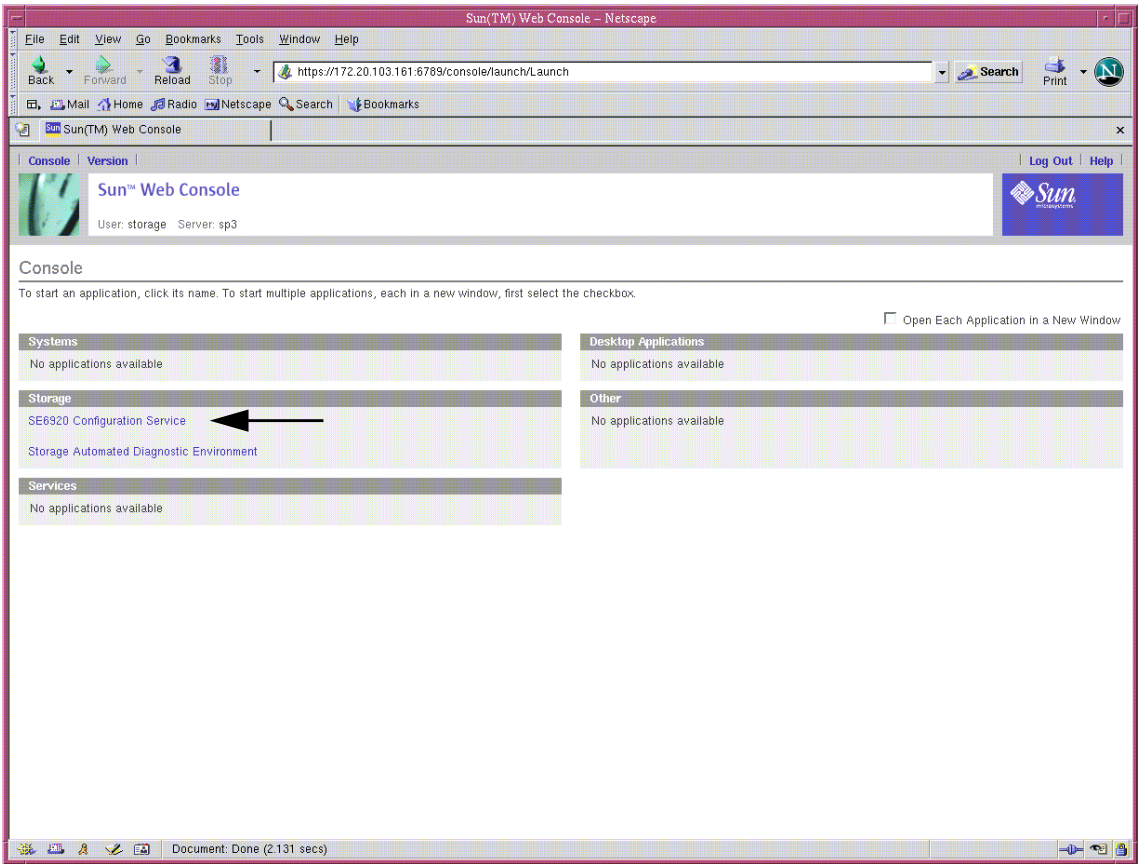 Sun(TM) Web Console – Netscape
File Edit View Go Bookmarks Tools Window Help
Back Forward Reload Stop https://172.20.103.161:6789/console/launch/Launch Search Print N
Mail Home Radio Netscape Search Bookmarks
Sun Sun(TM) Web Console x
Console Version Log Out Help
Sun™ Web Console
User: storage Server: sp3
Sun
microsystems
Console
To start an application, click its name. To start multiple applications, each in a new window, first select the checkbox.
Open Each Application in a New Window
Systems
No applications available
Desktop Applications
No applications available
Storage
SE6920 Configuration Service
Storage Automated Diagnostic Environment
Other
No applications available
Services
No applications available
Document: Done (2.131 secs)